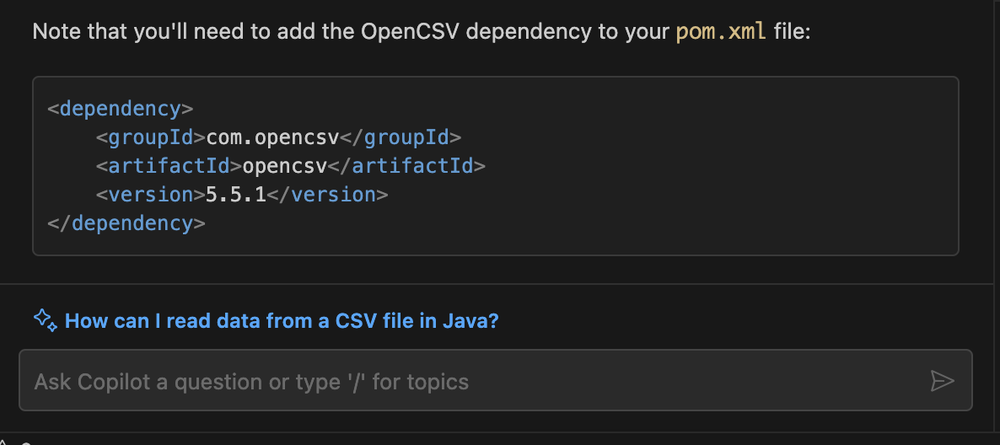 Note that you'll need to add the OpenCSV dependency to your pom.xml file:
<dependency>
    <groupId>com.opencsv</groupId>
    <artifactId>opencsv</artifactId>
    <version>5.5.1</version>
</dependency>
How can I read data from a CSV file in Java?
Ask Copilot a question or type '/' for topics